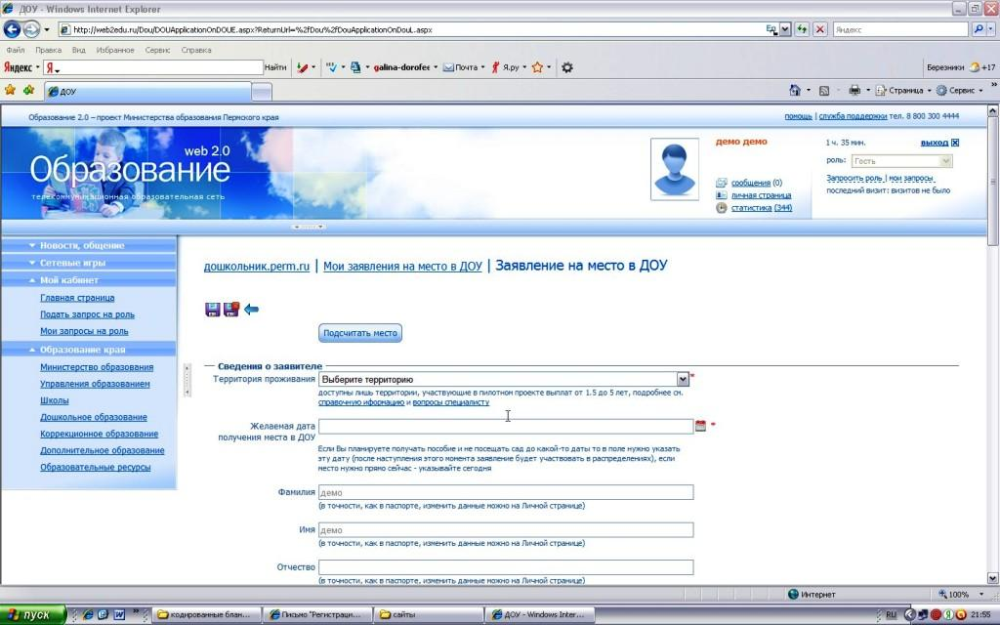 ДОУ - Windows Internet Explorer
http://web2edu.ru/Dou/DOUApplicationOnDOUE.aspx?ReturnUrl=%2fDou%2fDouApplicationOnDouL.aspx
Яндекс
Файл Правка Вид Избранное Сервис Справка
Яндекс Я Найти galina-dorofe Почта Я.ру Березники +17
ДОУ Страница Сервис
Образование 2.0 – проект Министерства образования Пермского края
помощь | служба поддержки тел. 8 800 300 4444
web 2.0
Образование
телекоммуникационная образовательная сеть
демо демо
сообщения (0)
личная страница
статистика (344)
1 ч. 35 мин. выход
роль: Гость
Запросить роль | мои запросы
последний визит: визитов не было
Новости, общение
Сетевые игры
Мой кабинет
Главная страница
Подать запрос на роль
Мои запросы на роль
Образование края
Министерство образования
Управления образованием
Школы
Дошкольное образование
Коррекционное образование
Дополнительное образование
Образовательные ресурсы
дошкольник.perm.ru | Мои заявления на место в ДОУ | Заявление на место в ДОУ
Подсчитать место
Сведения о заявителе
Территория проживания Выберите территорию *
доступны лишь территории, участвующие в пилотном проекте выплат от 1.5 до 5 лет, подробнее см.
справочную иформацию и вопросы специалисту
Желаемая дата
получения места в ДОУ *
Если Вы планируете получать пособие и не посещать сад до какой-то даты то в поле нужно указать
эту дату (после наступления этого момента заявление будет участвовать в распределениях), если
место нужно прямо сейчас - указывайте сегодня
Фамилия демо
(в точности, как в паспорте, изменить данные можно на Личной странице)
Имя демо
(в точности, как в паспорте, изменить данные можно на Личной странице)
Отчество
(в точности, как в паспорте, изменить данные можно на Личной странице)
Интернет 100%
пуск кодированные блан... Письмо "Регистраци... сайты ДОУ - Windows Inter... RU 21:55